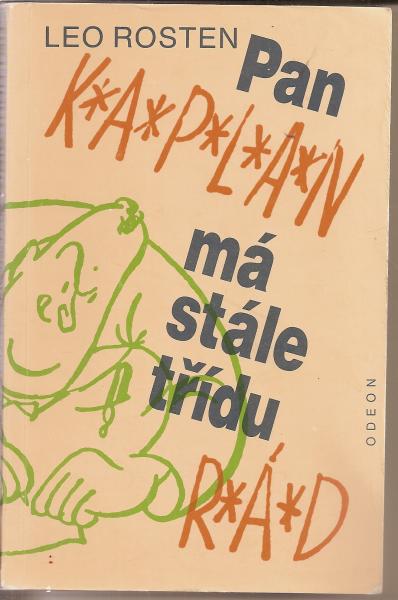 LEO ROSTEN
Pan
K*A*P*L*A*N
má
stále
třídu
R*Á*D
ODEON